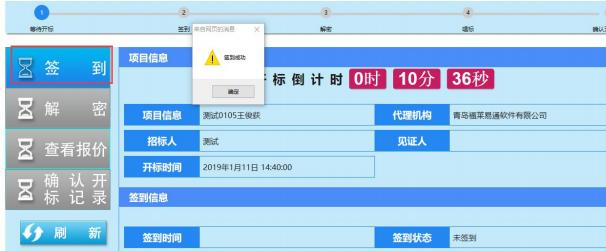 1 2 3 4
等待开标 签到 解密 唱标
来自网页的消息
签到成功
确定
签 到
解 密
查看报价
确 认 开
标 记 录
刷 新
项目信息
开 标 倒 计 时 0时 10分 36秒
项目信息 测试0105王俊荻 代理机构 青岛福莱易通软件有限公司
招标人 测试 见证人
开标时间 2019年1月11日 14:40:00
签到信息
签到时间 签到状态 未签到